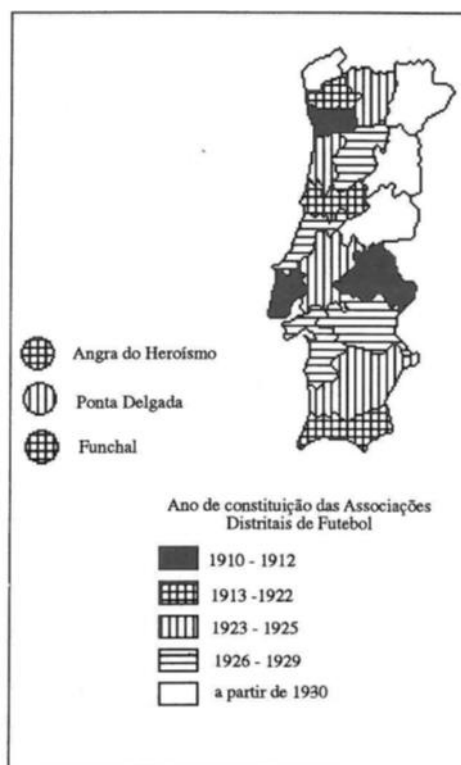 Angra do Heroísmo
Ponta Delgada
Funchal
Ano de constituição das Associações
Distritais de Futebol
1910 - 1912
1913 -1922
1923 - 1925
1926 - 1929
a partir de 1930